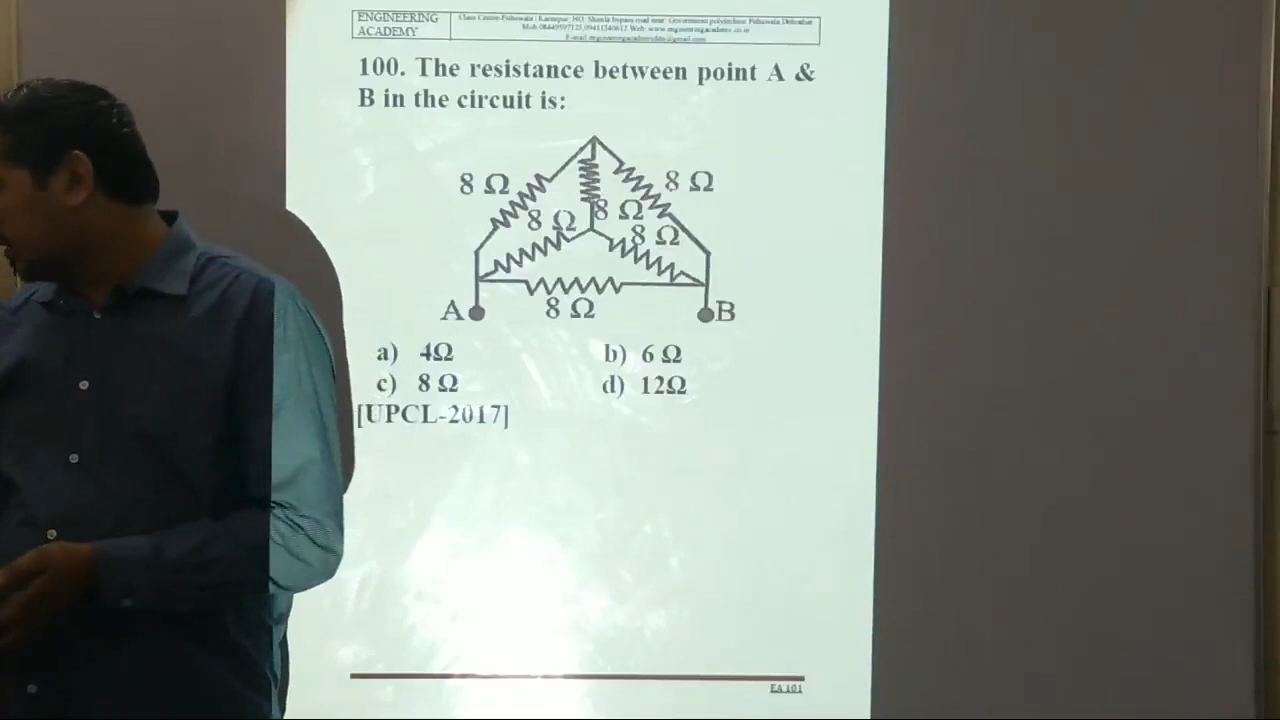 ENGINEERING
ACADEMY
100. The resistance between point A &
B in the circuit is:
8 Ω
8 Ω
8 Ω
8 Ω
8 Ω
A
8 Ω
B
a) 4Ω
b) 6 Ω
c) 8 Ω
d) 12Ω
[UPCL-2017]
EA 101